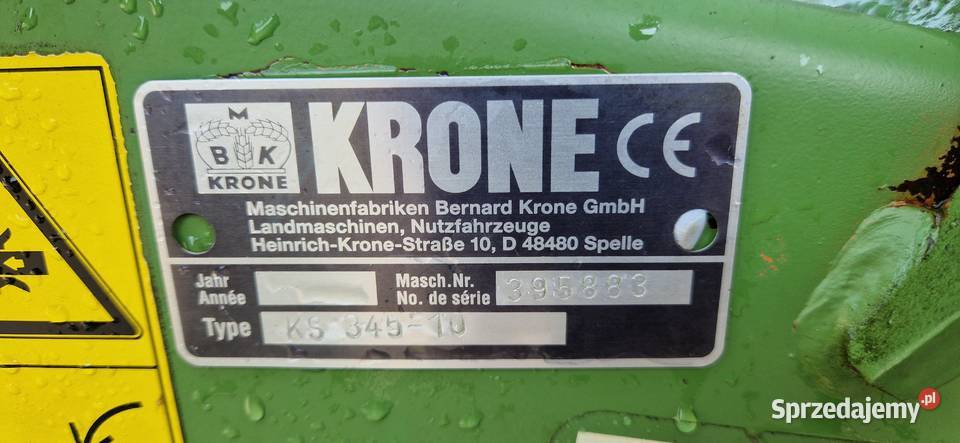 M
B K
KRONE
KRONE CE
Maschinenfabriken Bernard Krone GmbH
Landmaschinen, Nutzfahrzeuge
Heinrich-Krone-Straße 10, D 48480 Spelle
Jahr
Année
Masch.Nr.
No. de série
395883
Type
KS 345-10
Sprzedajemy.pl